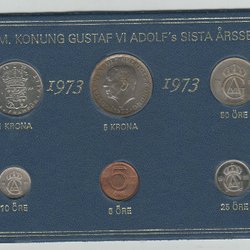 M. KONUNG GUSTAF VI ADOLF's SISTA ÅRSSE
1973 1973
1 KRONA 5 KRONA 50 ÖRE
10 ÖRE 5 ÖRE 25 ÖRE